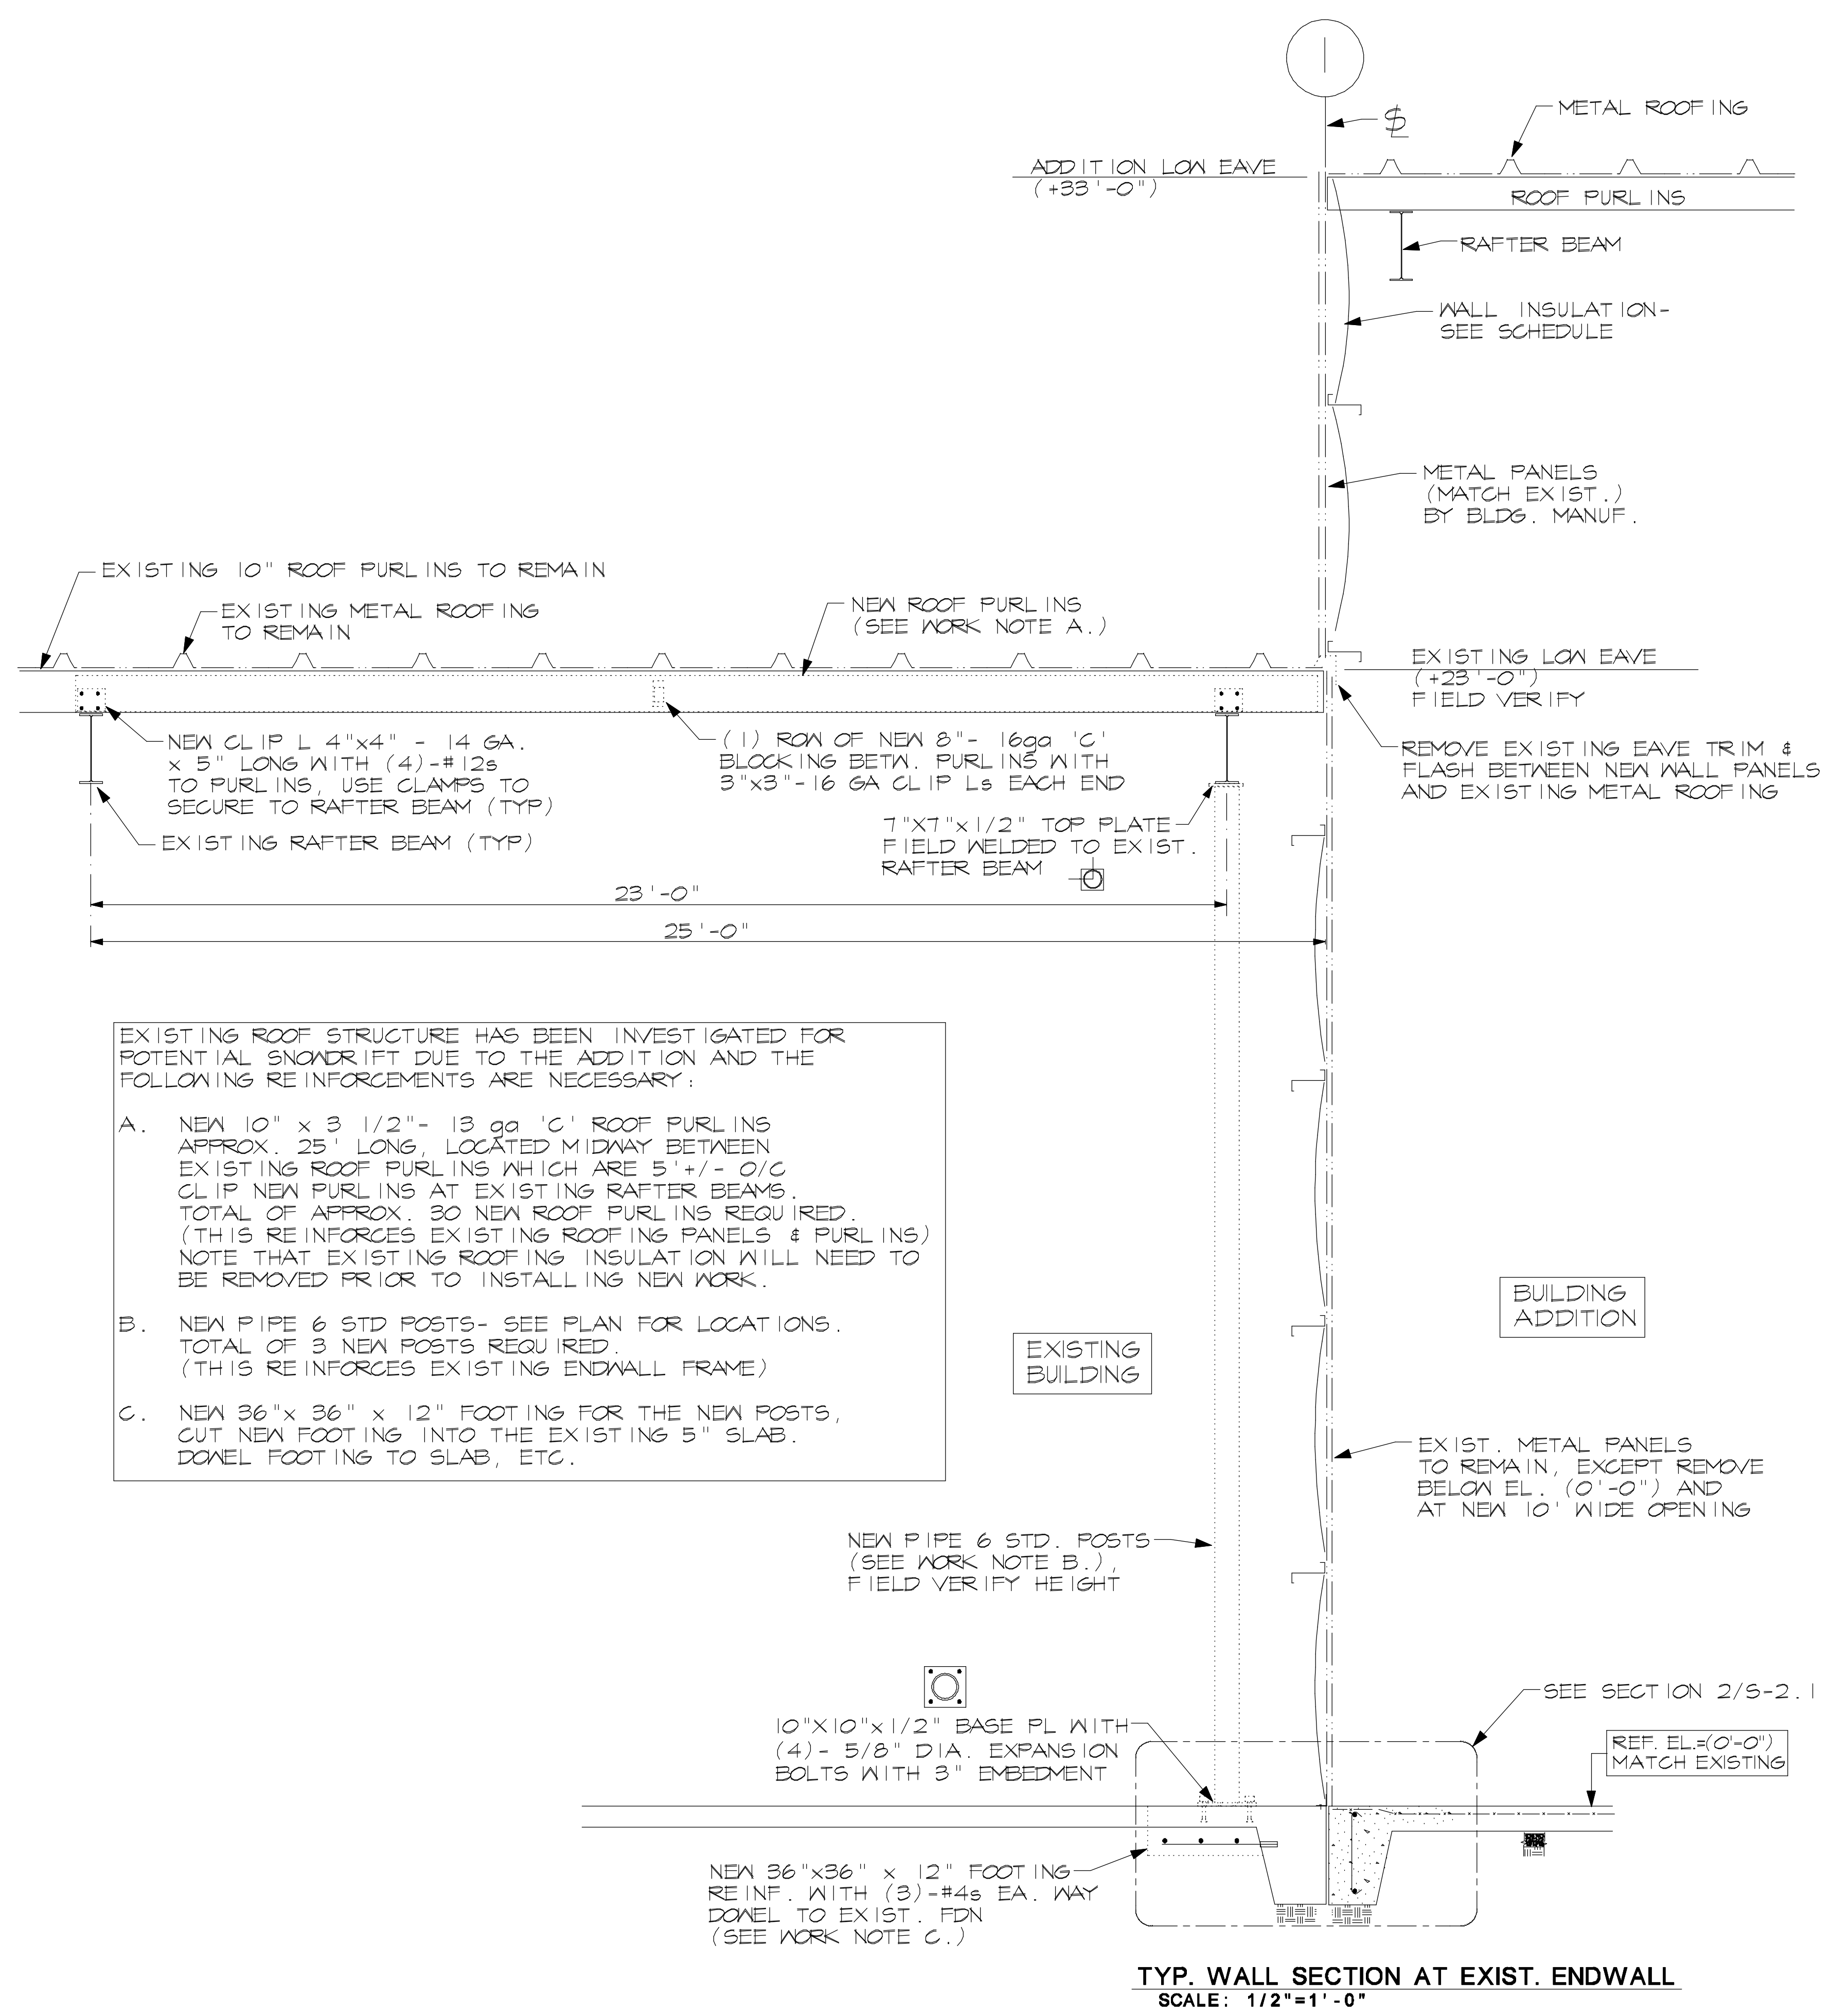 METAL ROOFING
ADDITION LOW EAVE
(+33'-0")
ROOF PURLINS
RAFTER BEAM
WALL INSULATION-
SEE SCHEDULE
METAL PANELS
(MATCH EXIST.)
BY BLDG. MANUF.
EXISTING 10" ROOF PURLINS TO REMAIN
EXISTING METAL ROOFING
TO REMAIN
NEW ROOF PURLINS
(SEE WORK NOTE A.)
EXISTING LOW EAVE
(+23'-0")
FIELD VERIFY
NEW CLIP L 4"x4" - 14 GA.
x 5" LONG WITH (4)-#12s
TO PURLINS, USE CLAMPS TO
SECURE TO RAFTER BEAM (TYP)
EXISTING RAFTER BEAM (TYP)
(1) ROW OF NEW 8"- 16ga 'C'
BLOCKING BETW. PURLINS WITH
3"x3"-16 GA CLIP Ls EACH END
REMOVE EXISTING EAVE TRIM &
FLASH BETWEEN NEW WALL PANELS
AND EXISTING METAL ROOFING
7"X7"x1/2" TOP PLATE
FIELD WELDED TO EXIST.
RAFTER BEAM
23'-0"
25'-0"
EXISTING ROOF STRUCTURE HAS BEEN INVESTIGATED FOR
POTENTIAL SNOWDRIFT DUE TO THE ADDITION AND THE
FOLLOWING REINFORCEMENTS ARE NECESSARY:
A. NEW 10" x 3 1/2"- 13 ga 'C' ROOF PURLINS
APPROX. 25' LONG, LOCATED MIDWAY BETWEEN
EXISTING ROOF PURLINS WHICH ARE 5'+/- O/C
CLIP NEW PURLINS AT EXISTING RAFTER BEAMS.
TOTAL OF APPROX. 30 NEW ROOF PURLINS REQUIRED.
(THIS REINFORCES EXISTING ROOFING PANELS & PURLINS)
NOTE THAT EXISTING ROOFING INSULATION WILL NEED TO
BE REMOVED PRIOR TO INSTALLING NEW WORK.
B. NEW PIPE 6 STD POSTS- SEE PLAN FOR LOCATIONS.
TOTAL OF 3 NEW POSTS REQUIRED.
(THIS REINFORCES EXISTING ENDWALL FRAME)
C. NEW 36"x 36" x 12" FOOTING FOR THE NEW POSTS,
CUT NEW FOOTING INTO THE EXISTING 5" SLAB.
DOWEL FOOTING TO SLAB, ETC.
EXISTING
BUILDING
BUILDING
ADDITION
EXIST. METAL PANELS
TO REMAIN, EXCEPT REMOVE
BELOW EL. (0'-0") AND
AT NEW 10' WIDE OPENING
NEW PIPE 6 STD. POSTS
(SEE WORK NOTE B.),
FIELD VERIFY HEIGHT
SEE SECTION 2/S-2.1
10"X10"x1/2" BASE PL WITH
(4)- 5/8" DIA. EXPANSION
BOLTS WITH 3" EMBEDMENT
REF. EL.=(0'-0")
MATCH EXISTING
NEW 36"x36" x 12" FOOTING
REINF. WITH (3)-#4s EA. WAY
DOWEL TO EXIST. FDN
(SEE WORK NOTE C.)
TYP. WALL SECTION AT EXIST. ENDWALL
SCALE: 1/2"=1'-0"